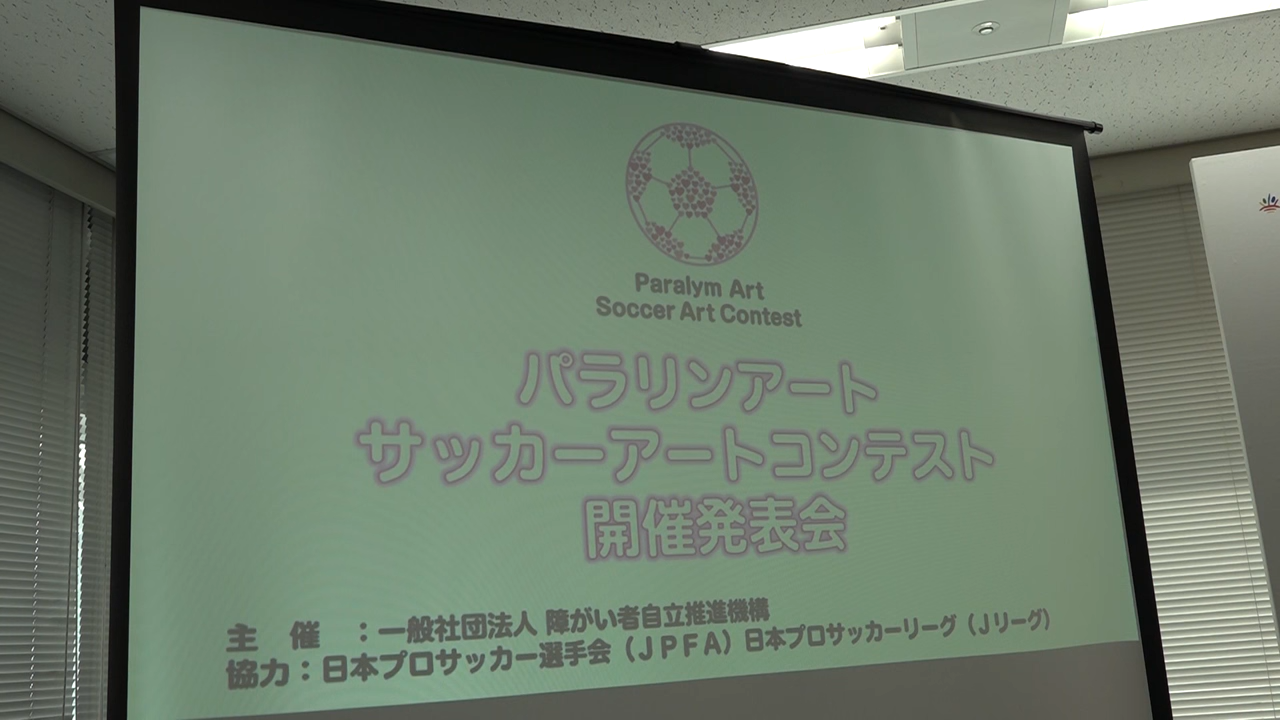 Paralym Art
Soccer Art Contest
パラリンアート
サッカーアートコンテスト
開催発表会
主　催　：一般社団法人 障がい者自立推進機構
協力：日本プロサッカー選手会（ＪＰＦＡ）日本プロサッカーリーグ（Ｊリーグ）